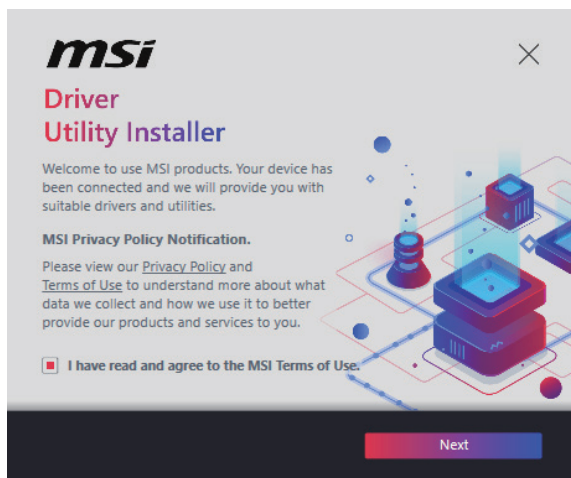 msi
Driver
Utility Installer
Welcome to use MSI products. Your device has
been connected and we will provide you with
suitable drivers and utilities.
MSI Privacy Policy Notification.
Please view our Privacy Policy and
Terms of Use to understand more about what
data we collect and how we use it to better
provide our products and services to you.
I have read and agree to the MSI Terms of Use.
Next